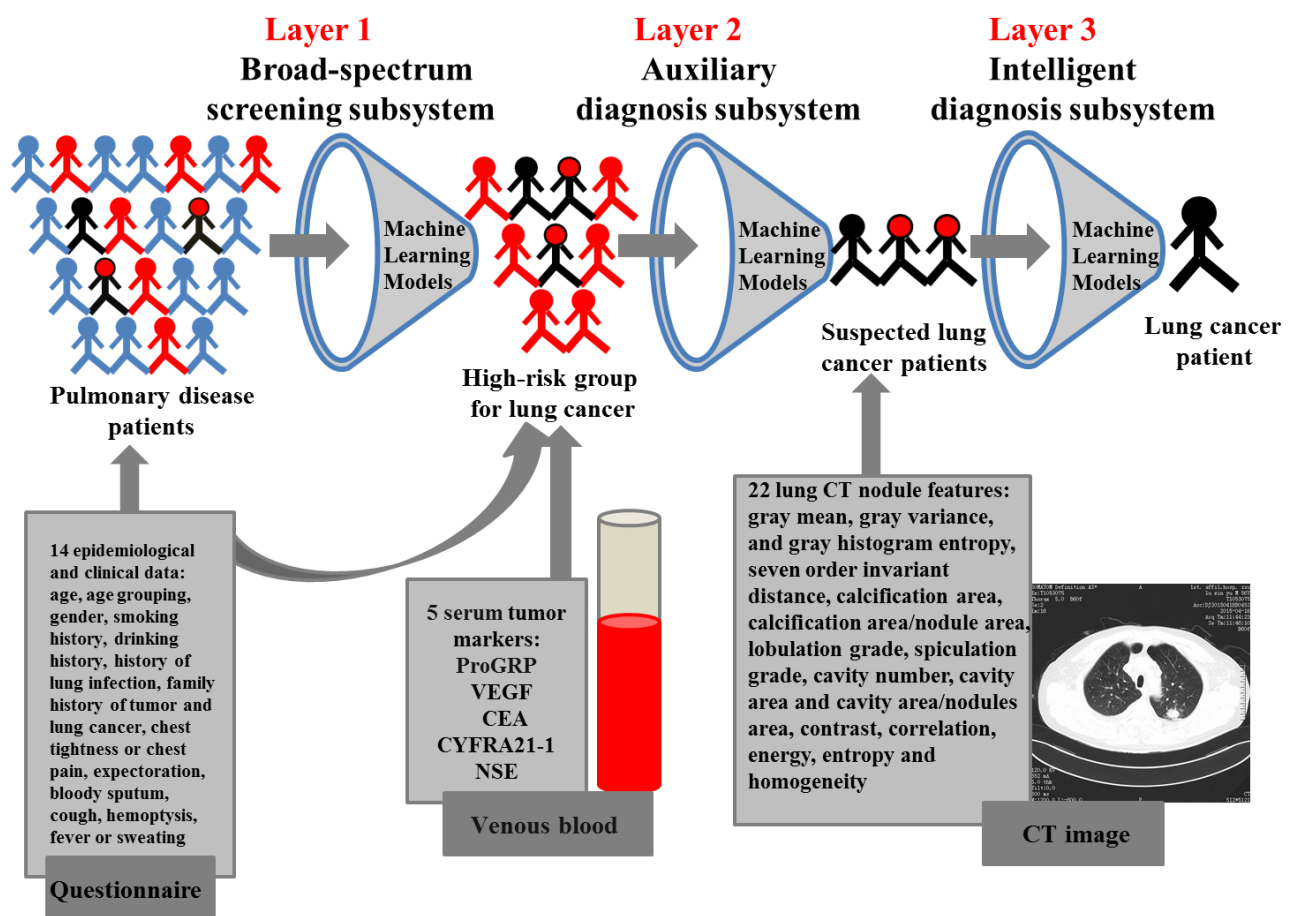 Layer 1
Broad-spectrum
screening subsystem
Layer 2
Auxiliary
diagnosis subsystem
Layer 3
Intelligent
diagnosis subsystem
Machine
Learning
Models
Machine
Learning
Models
Machine
Learning
Models
Pulmonary disease
patients
High-risk group
for lung cancer
Suspected lung
cancer patients
Lung cancer
patient
14 epidemiological
and clinical data:
age, age grouping,
gender, smoking
history, drinking
history, history of
lung infection, family
history of tumor and
lung cancer, chest
tightness or chest
pain, expectoration,
bloody sputum,
cough, hemoptysis,
fever or sweating
Questionnaire
5 serum tumor
markers:
ProGRP
VEGF
CEA
CYFRA21-1
NSE
Venous blood
22 lung CT nodule features:
gray mean, gray variance,
and gray histogram entropy,
seven order invariant
distance, calcification area,
calcification area/nodule area,
lobulation grade, spiculation
grade, cavity number, cavity
area and cavity area/nodules
area, contrast, correlation,
energy, entropy and
homogeneity
CT image